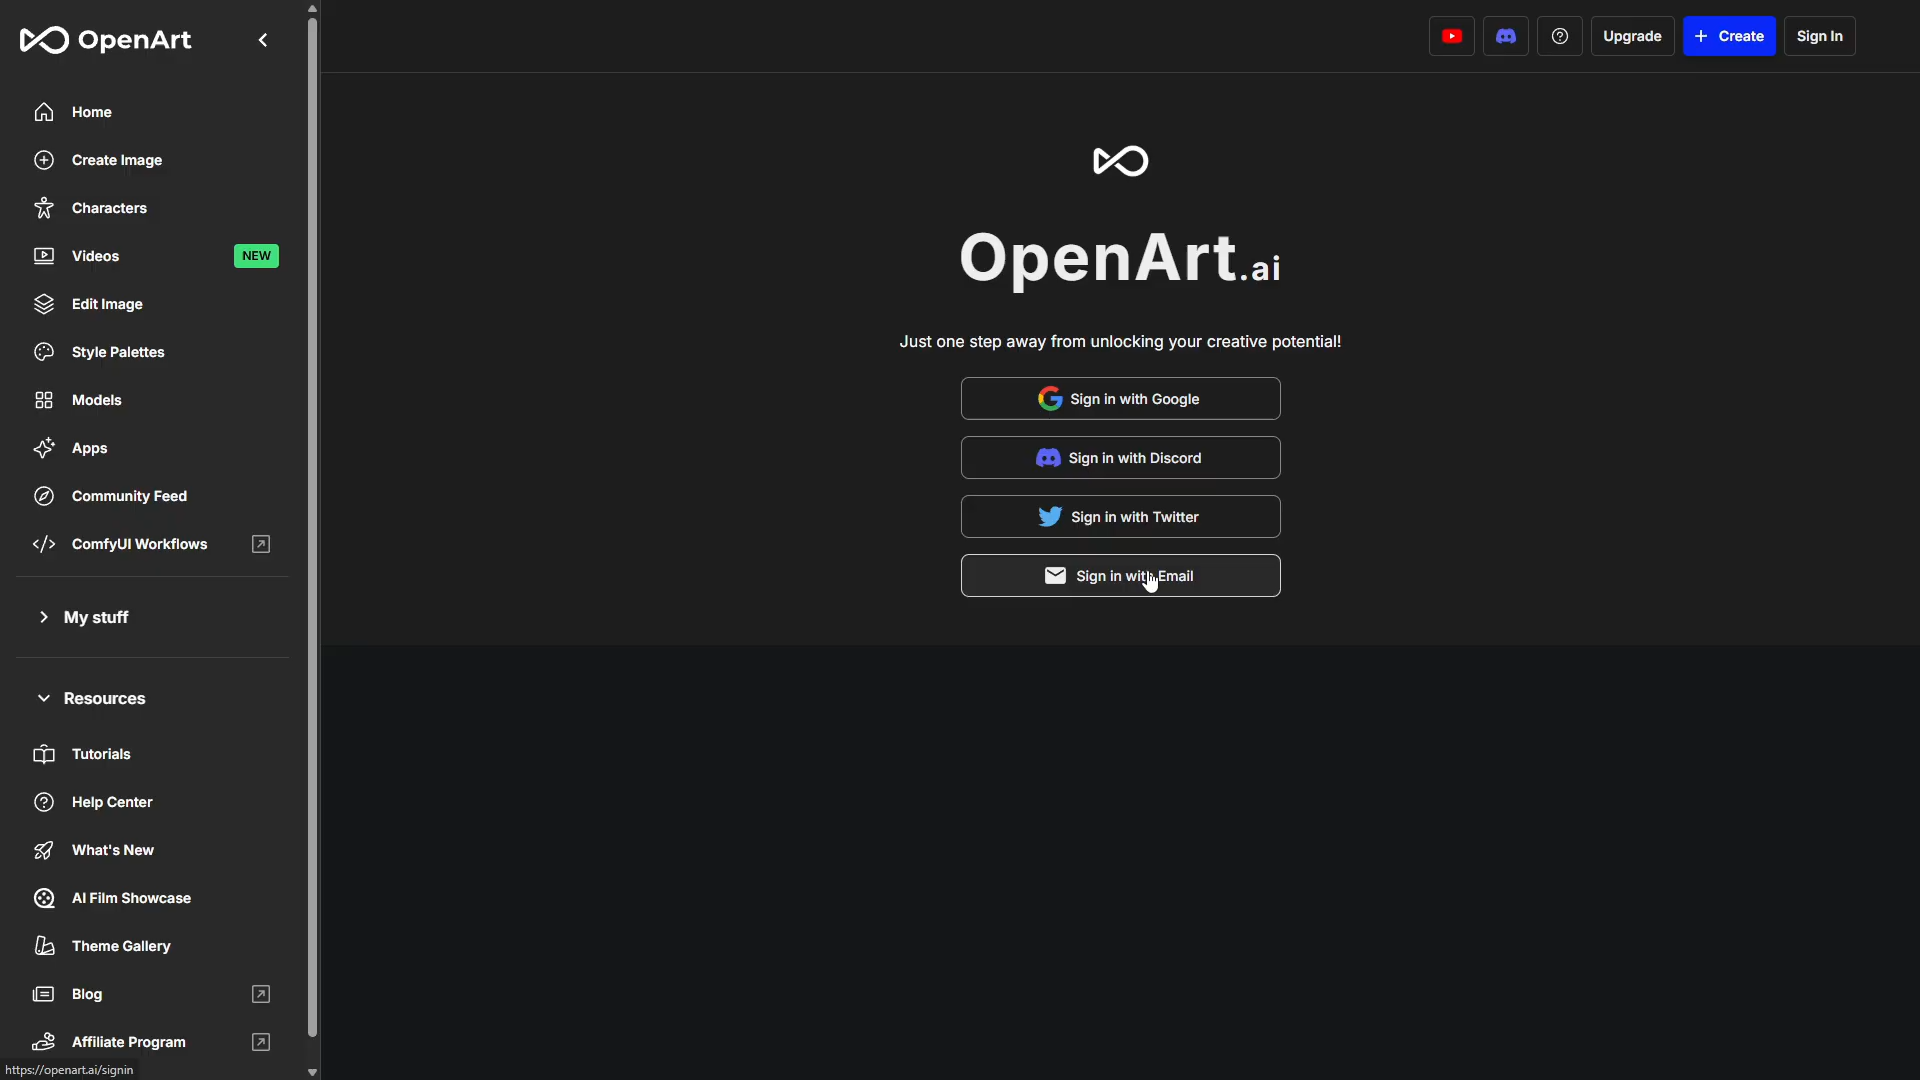 OpenArt
Home
Create Image
Characters
Videos
NEW
Edit Image
Style Palettes
Models
Apps
Community Feed
ComfyUI Workflows
My stuff
Resources
Tutorials
Help Center
What's New
AI Film Showcase
Theme Gallery
Blog
Affiliate Program
https://openart.ai/signin
Upgrade
+ Create
Sign In
OpenArt.ai
Just one step away from unlocking your creative potential!
Sign in with Google
Sign in with Discord
Sign in with Twitter
Sign in with Email